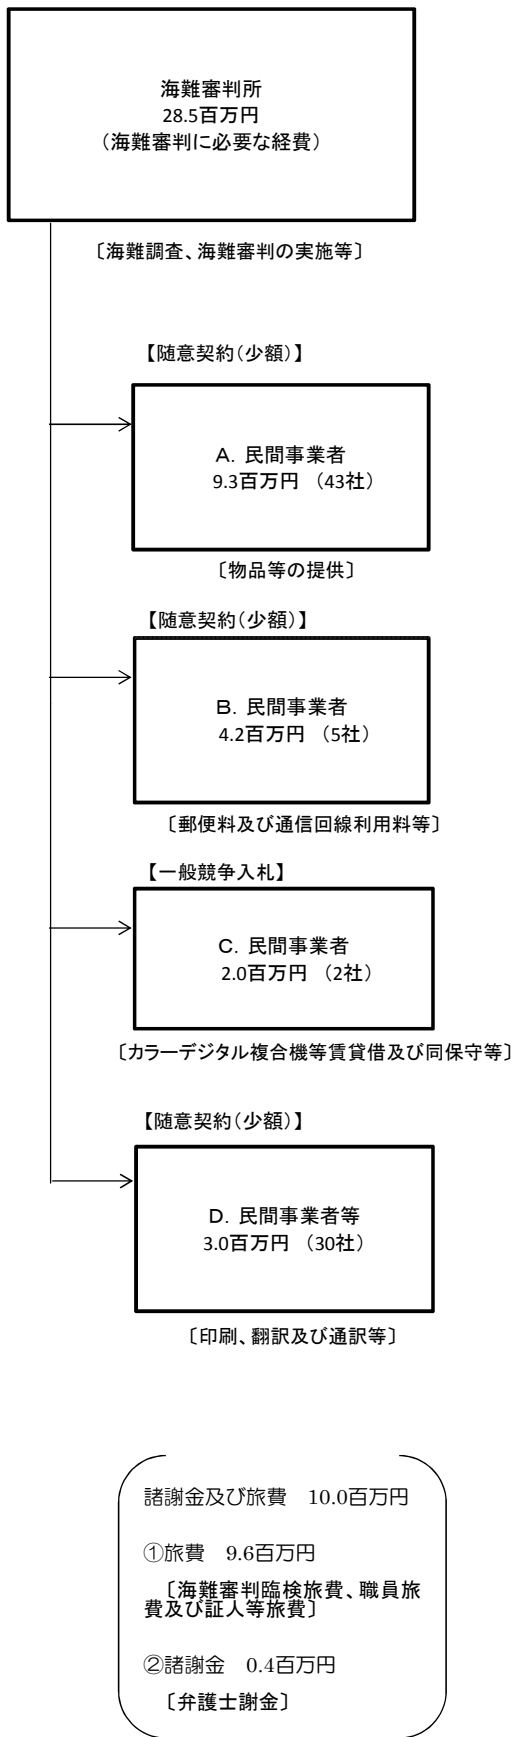 海難審判所
28.5百万円
（海難審判に必要な経費）
〔海難調査、海難審判の実施等〕
【随意契約(少額)】
A．民間事業者
9.3百万円　（43社）
〔物品等の提供〕
【随意契約(少額)】
B．民間事業者
4.2百万円　（5社）
〔郵便料及び通信回線利用料等〕
【一般競争入札】
C．民間事業者
2.0百万円　（2社）
〔カラーデジタル複合機等賃貸借及び同保守等〕
【随意契約(少額)】
D．民間事業者等
3.0百万円　（30社）
〔印刷、翻訳及び通訳等〕
諸謝金及び旅費　10.0百万円
①旅費　9.6百万円
〔海難審判臨検旅費、職員旅
費及び証人等旅費〕
②諸謝金　0.4百万円
〔弁護士謝金〕